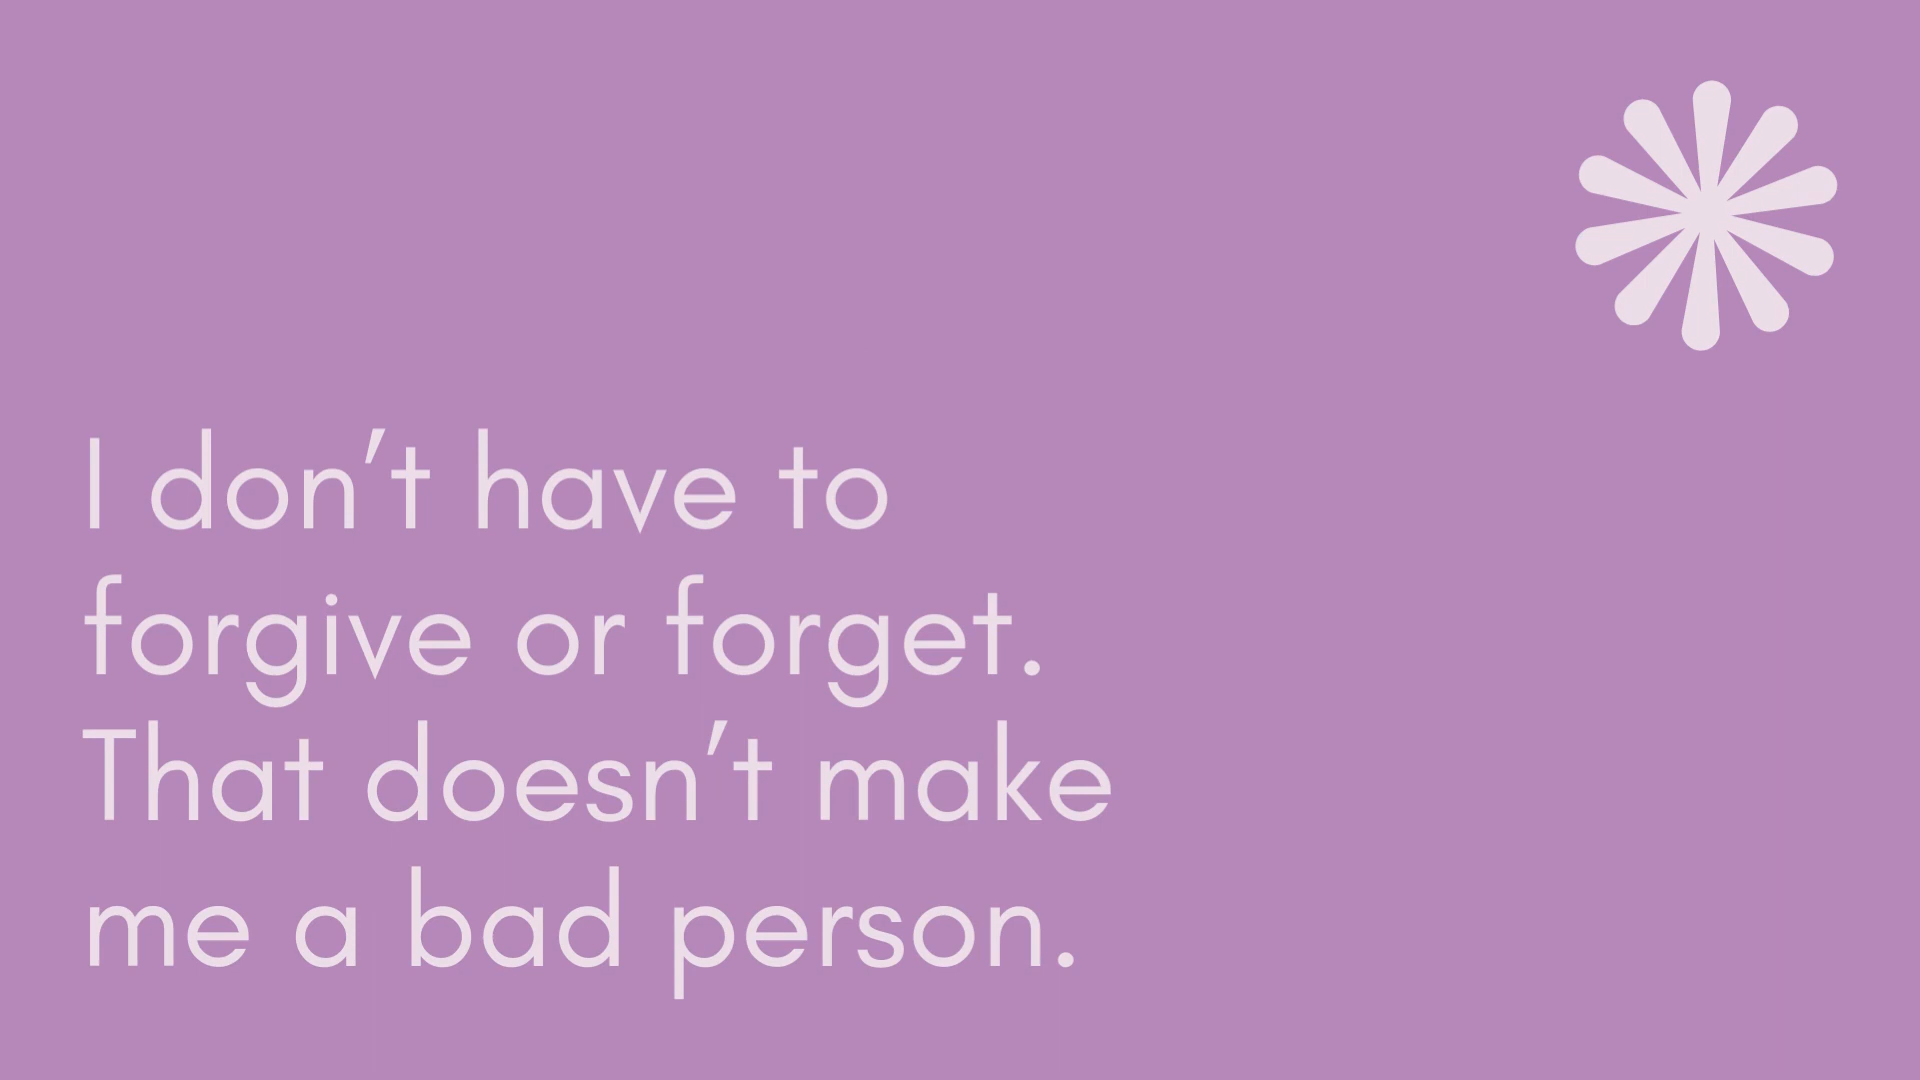 I don’t have to
forgive or forget.
That doesn’t make
me a bad person.